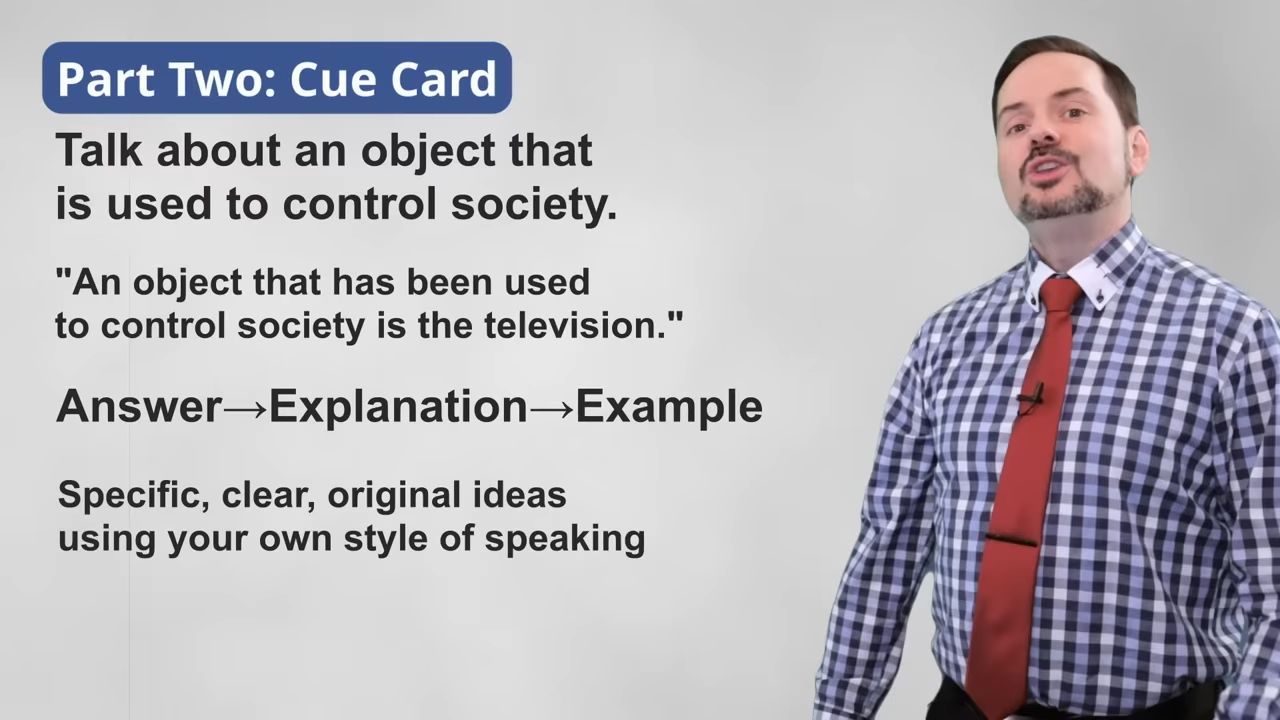 Part Two: Cue Card
Talk about an object that
is used to control society.
"An object that has been used
to control society is the television."
Answer→Explanation→Example
Specific, clear, original ideas
using your own style of speaking